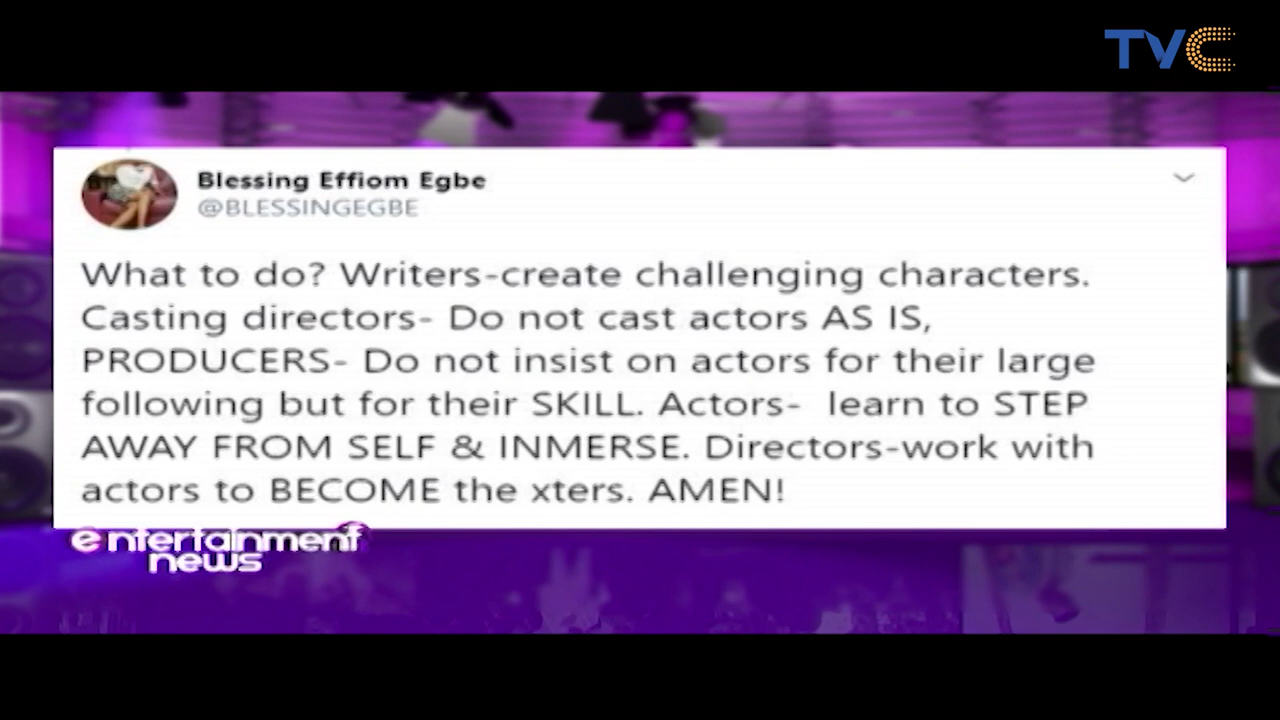 TVC
Blessing Effiom Egbe
@BLESSINGEGBE
What to do? Writers-create challenging characters.
Casting directors- Do not cast actors AS IS,
PRODUCERS- Do not insist on actors for their large
following but for their SKILL. Actors- learn to STEP
AWAY FROM SELF & INMERSE. Directors-work with
actors to BECOME the xters. AMEN!
entertainment
news